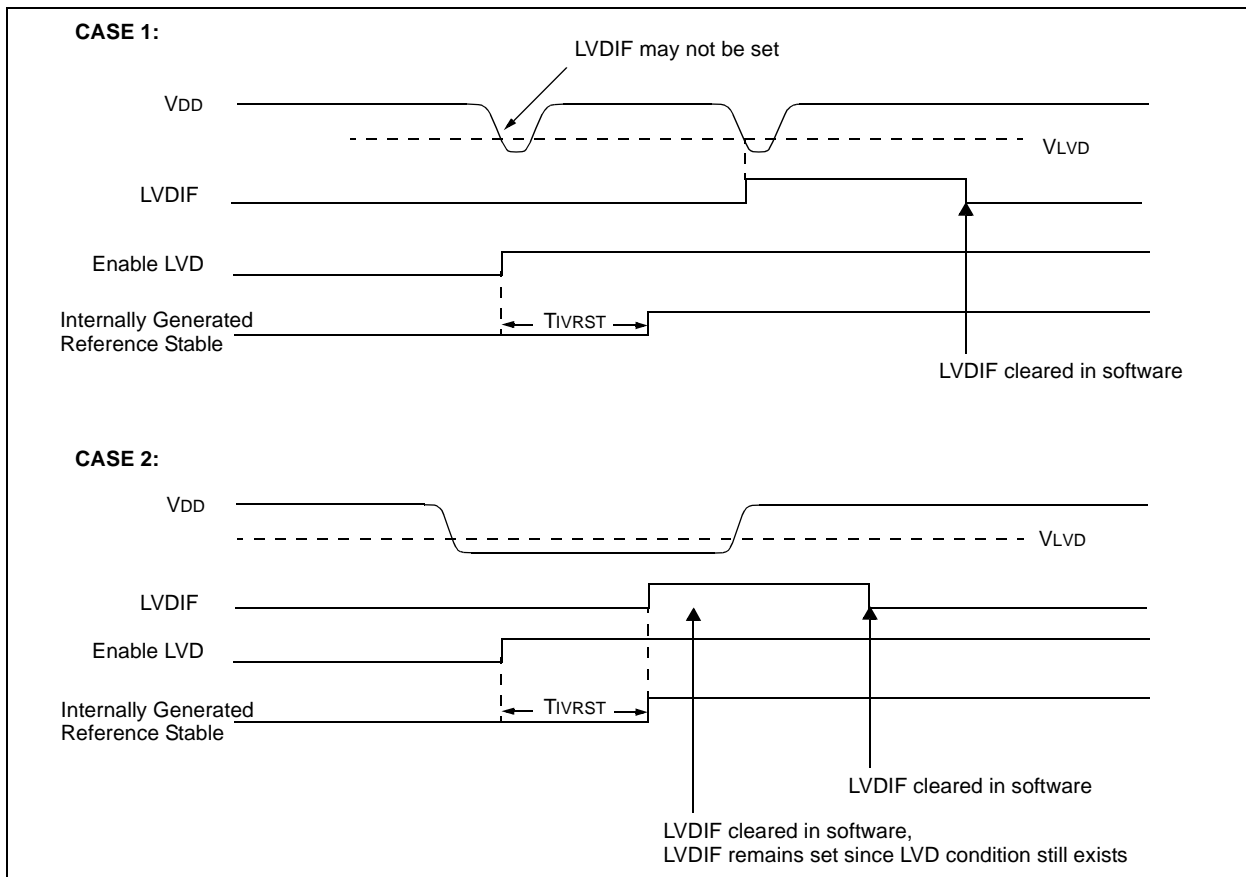 CASE 1:
LVDIF may not be set
VDD
VLVD
LVDIF
Enable LVD
Internally Generated
Reference Stable
TIVRST
LVDIF cleared in software
CASE 2:
VDD
VLVD
LVDIF
Enable LVD
Internally Generated
Reference Stable
TIVRST
LVDIF cleared in software
LVDIF cleared in software,
LVDIF remains set since LVD condition still exists